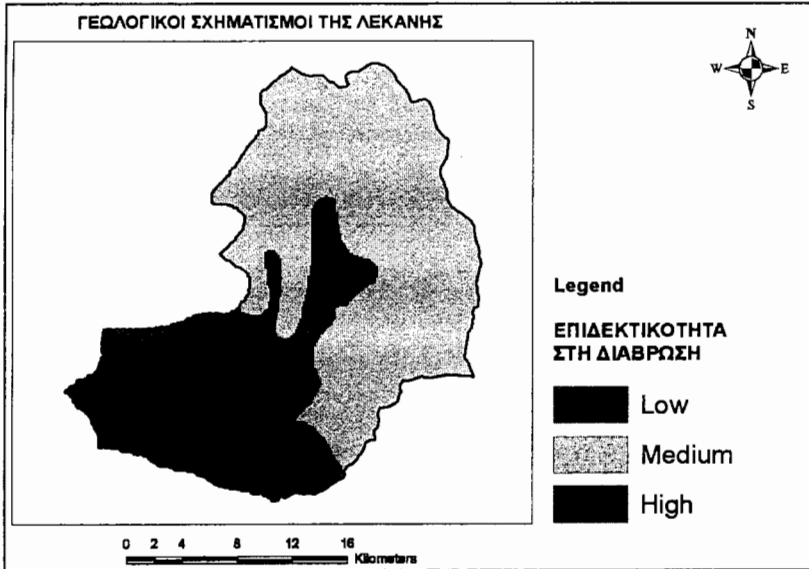 ΓΕΩΛΟΓΙΚΟΙ ΣΧΗΜΑΤΙΣΜΟΙ ΤΗΣ ΛΕΚΑΝΗΣ
N
W E
S
Legend
ΕΠΙΔΕΚΤΙΚΟΤΗΤΑ
ΣΤΗ ΔΙΑΒΡΩΣΗ
Low
Medium
High
0 2 4 8 12 16
Kilometers